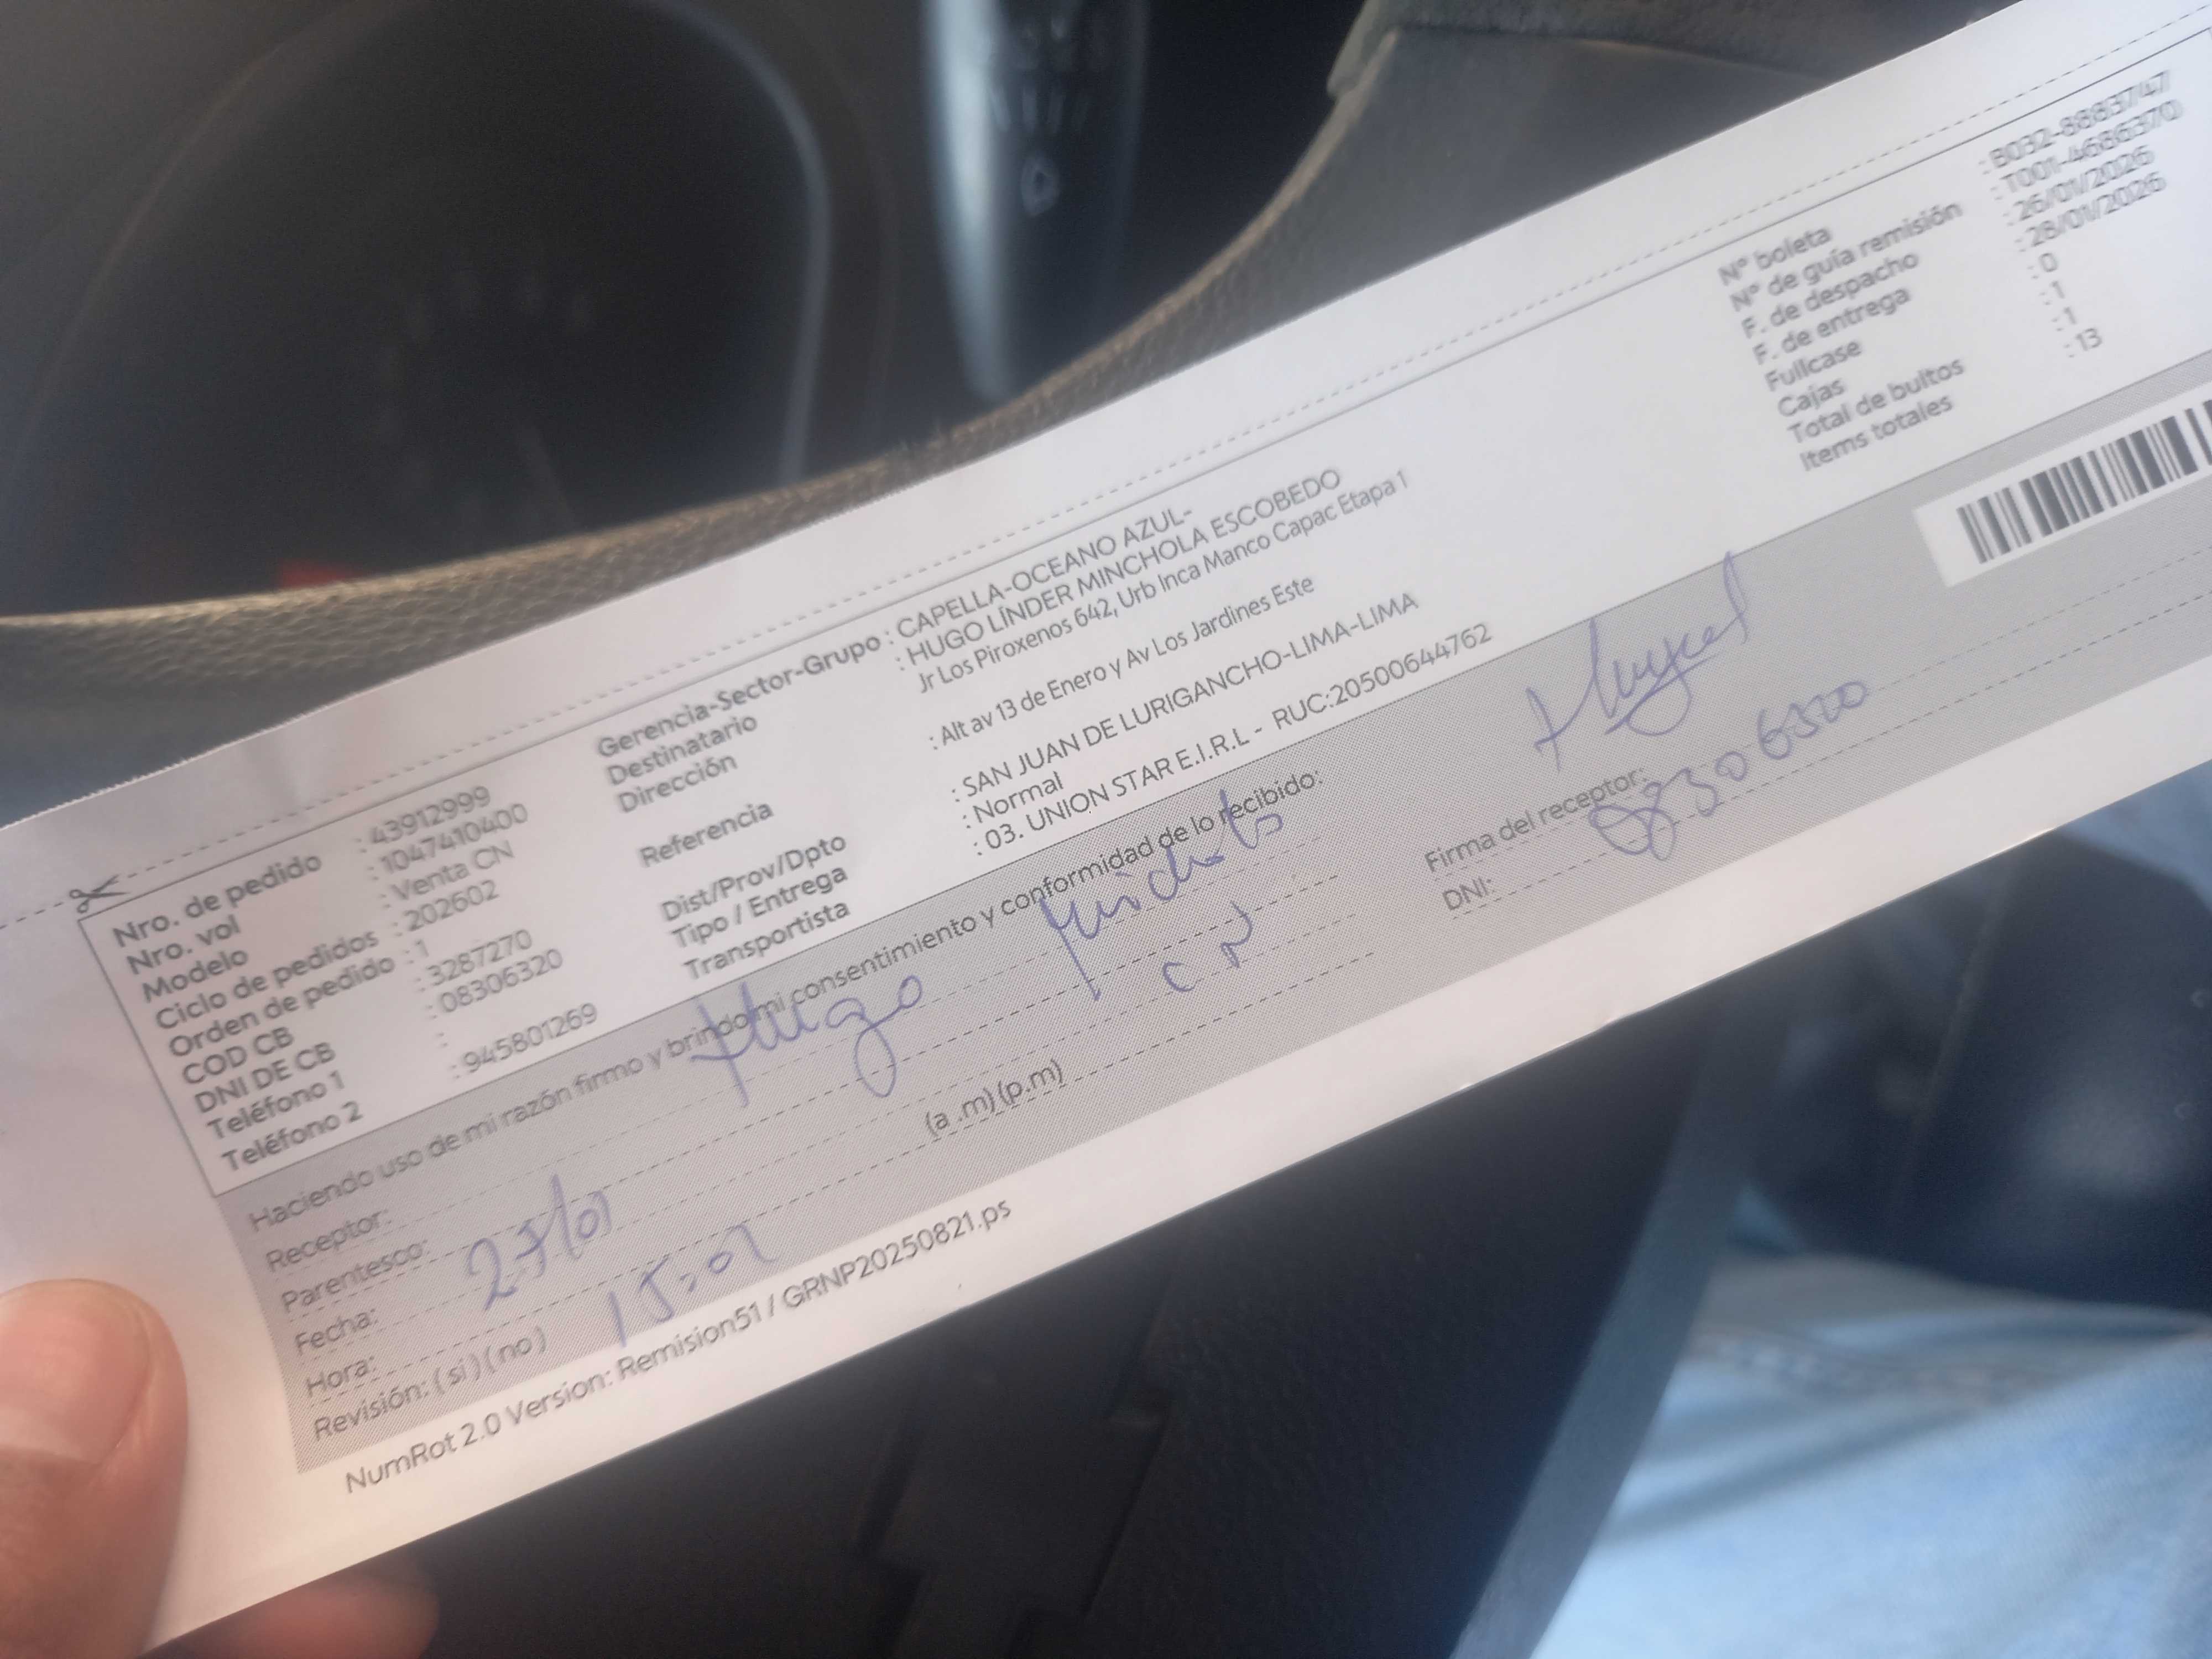 Nro. de pedido : 43912999
Nro. vol : 1047410400
Modelo : Venta CN
Ciclo de pedidos : 202602
Orden de pedido : 1
COD CB : 3287270
DNI DE CB : 08306320
Teléfono 1 :
Teléfono 2 : 945801269
Gerencia-Sector-Grupo : CAPELLA-OCEANO AZUL-
Destinatario : HUGO LÍNDER MINCHOLA ESCOBEDO
Dirección Jr Los Piroxenos 642, Urb Inca Manco Capac Etapa 1
Referencia : Alt av 13 de Enero y Av Los Jardines Este
Dist/Prov/Dpto : SAN JUAN DE LURIGANCHO-LIMA-LIMA
Tipo / Entrega : Normal
Transportista : 03. UNION STAR E.I.R.L - RUC:20500644762
N° boleta : B032-8883747
N° de guía remisión : T001-4686370
F. de despacho : 26/01/2026
F. de entrega : 28/01/2026
Fullcase : 0
Cajas : 1
Total de bultos : 1
Items totales : 13
Haciendo uso de mi razón firmo y brindo mi consentimiento y conformidad de lo recibido:
Receptor: Hugo
Parentesco: CN
Fecha: 27/01
Hora: 15:01 (a .m) (p.m)
Revisión: ( si ) ( no )
Firma del receptor:
DNI:
NumRot 2.0 Version: Remision51 / GRNP20250821.ps